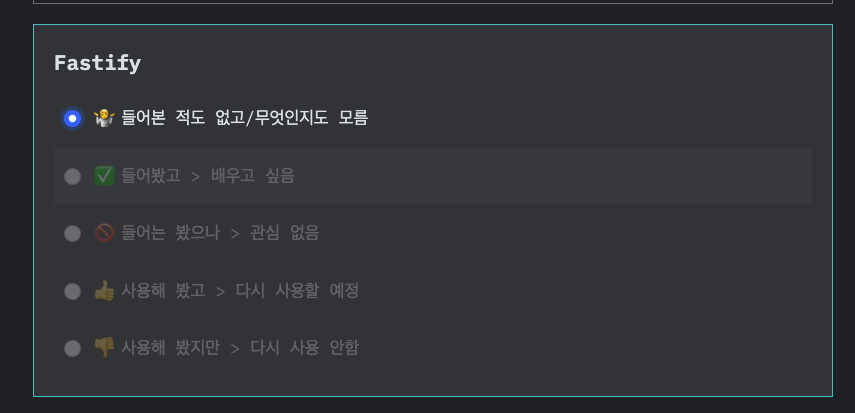 Fastify
🤷 들어본 적도 없고/무엇인지도 모름
✅ 들어봤고 > 배우고 싶음
🚫 들어는 봤으나 > 관심 없음
👍 사용해 봤고 > 다시 사용할 예정
👎 사용해 봤지만 > 다시 사용 안함